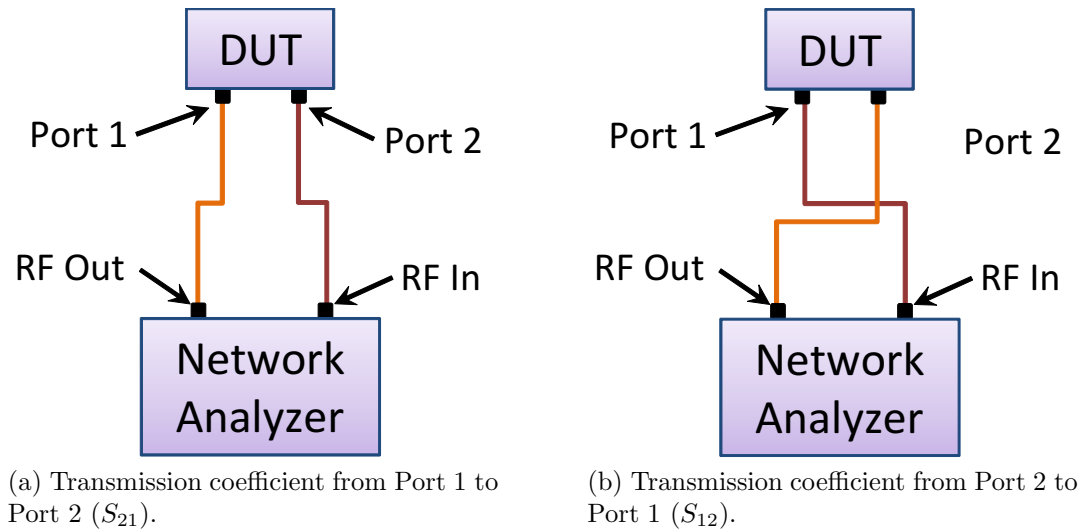 DUT
Port 1
Port 2
RF Out
RF In
Network
Analyzer
(a) Transmission coefficient from Port 1 to
Port 2 (S21).
DUT
Port 1
Port 2
RF Out
RF In
Network
Analyzer
(b) Transmission coefficient from Port 2 to
Port 1 (S12).